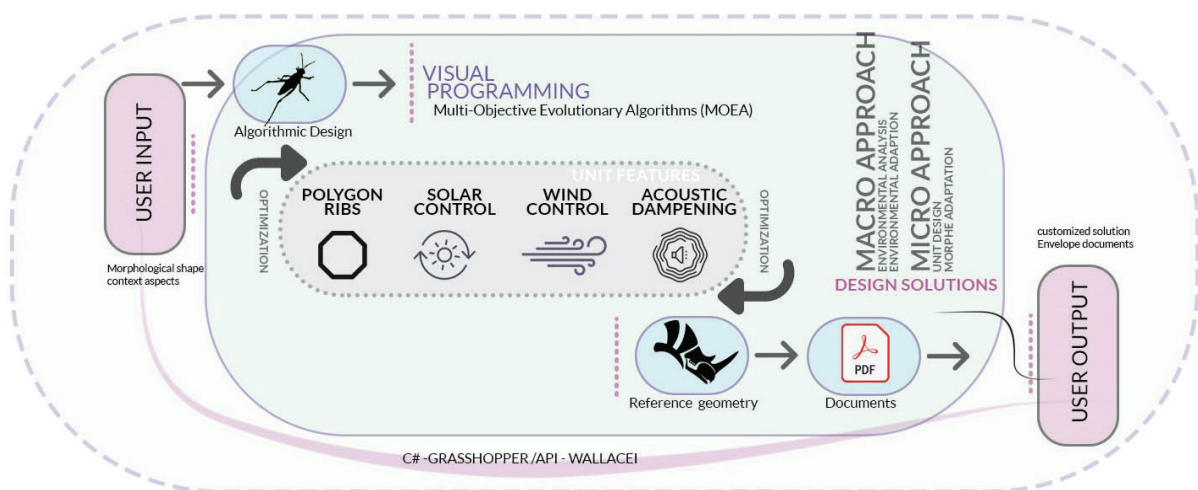 USER INPUT
Morphological shape
context aspects
Algorithmic Design
VISUAL
PROGRAMMING
Multi-Objective Evolutionary Algorithms (MOEA)
OPTIMIZATION
UNIT FEATURES
POLYGON
RIBS
SOLAR
CONTROL
WIND
CONTROL
ACOUSTIC
DAMPENING
OPTIMIZATION
MACRO APPROACH
ENVIRONMENTAL ANALYSIS
ENVIRONMENTAL ADAPTION
MICRO APPROACH
UNIT DESIGN
MORPHE ADAPTATION
DESIGN SOLUTIONS
Reference geometry
PDF
Documents
customized solution
Envelope documents
USER OUTPUT
C# -GRASSHOPPER /API - WALLACEI